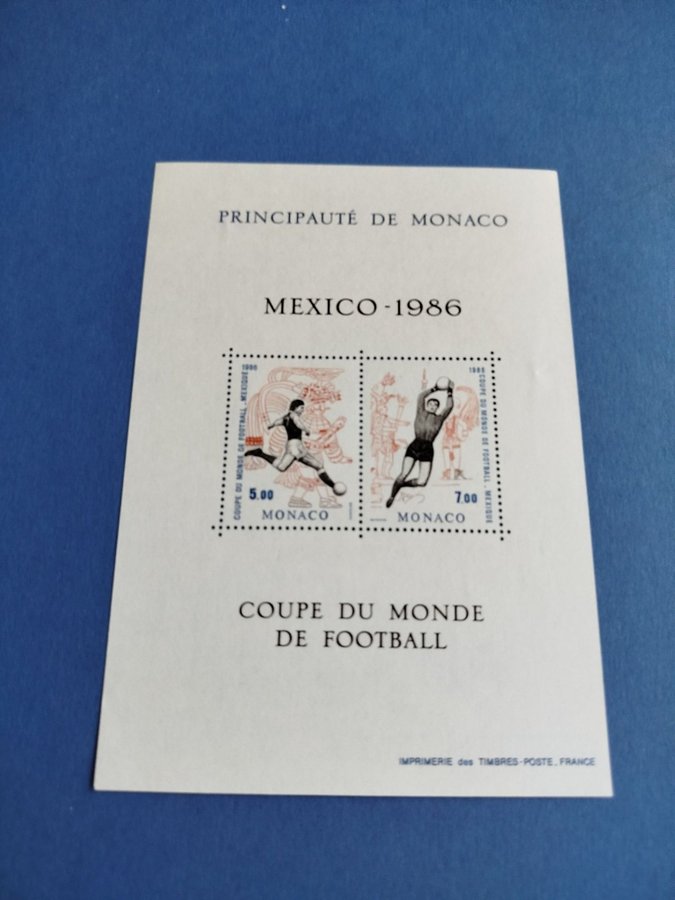 PRINCIPAUTÉ DE MONACO
MEXICO - 1986
1986
COUPE DU MONDE DE FOOTBALL, MEXIQUE
5.00
MONACO
1986
COUPE DU MONDE DE FOOTBALL, MEXIQUE
7.00
MONACO
COUPE DU MONDE
DE FOOTBALL
IMPRIMERIE des TIMBRES-POSTE, FRANCE